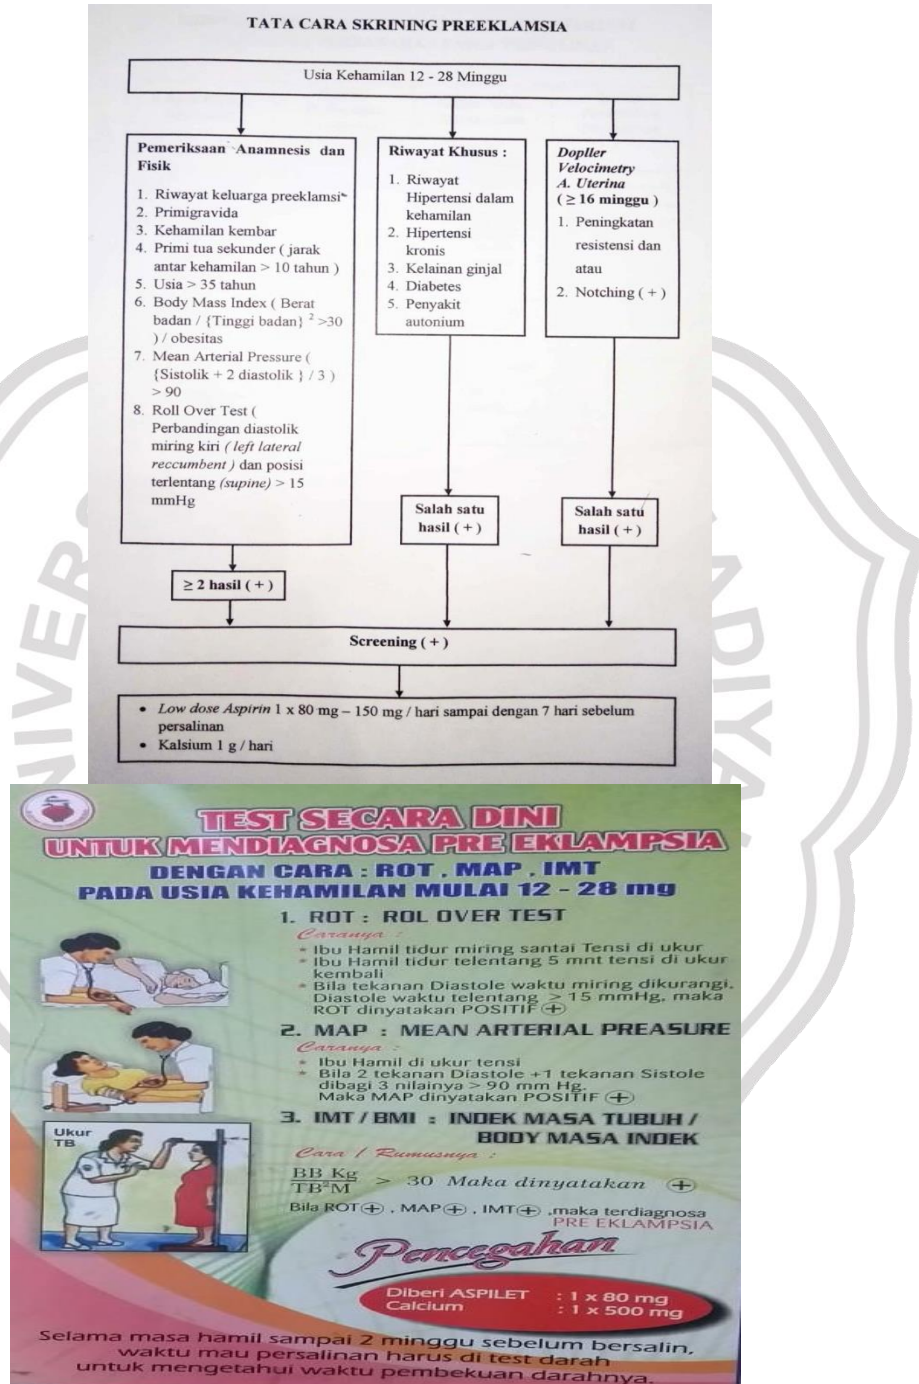 TATA CARA SKRINING PREEKLAMSIA
Usia Kehamilan 12 - 28 Minggu
Pemeriksaan Anamnesis dan
Fisik
1. Riwayat keluarga preeklamsi
2. Primigravida
3. Kehamilan kembar
4. Primi tua sekunder ( jarak
antar kehamilan > 10 tahun )
5. Usia > 35 tahun
6. Body Mass Index ( Berat
badan / {Tinggi badan} ² >30
) / obesitas
7. Mean Arterial Pressure (
{Sistolik + 2 diastolik } / 3 )
> 90
8. Roll Over Test (
Perbandingan diastolik
miring kiri ( left lateral
reccumbent ) dan posisi
terlentang (supine) > 15
mmHg
≥ 2 hasil ( + )
Riwayat Khusus :
1. Riwayat
Hipertensi dalam
kehamilan
2. Hipertensi
kronis
3. Kelainan ginjal
4. Diabetes
5. Penyakit
autonium
Salah satu
hasil ( + )
Dopller
Velocimetry
A. Uterina
( ≥ 16 minggu )
1. Peningkatan
resistensi dan
atau
2. Notching ( + )
Salah satu
hasil ( + )
Screening ( + )
• Low dose Aspirin 1 x 80 mg – 150 mg / hari sampai dengan 7 hari sebelum
persalinan
• Kalsium 1 g / hari
TEST SECARA DINI
UNTUK MENDIAGNOSA PRE EKLAMPSIA
DENGAN CARA : ROT , MAP , IMT
PADA USIA KEHAMILAN MULAI 12 - 28 mg
1. ROT : ROL OVER TEST
Caranya :
* Ibu Hamil tidur miring santai Tensi di ukur
* Ibu Hamil tidur telentang 5 mnt tensi di ukur
kembali
* Bila tekanan Diastole waktu miring dikurangi.
Diastole waktu telentang > 15 mmHg, maka
ROT dinyatakan POSITIF ⊕
2. MAP : MEAN ARTERIAL PREASURE
Caranya :
* Ibu Hamil di ukur tensi
* Bila 2 tekanan Diastole +1 tekanan Sistole
dibagi 3 nilainya > 90 mm Hg.
Maka MAP dinyatakan POSITIF ⊕
3. IMT / BMI : INDEK MASA TUBUH /
BODY MASA INDEK
Ukur
TB
Cara / Rumusnya :
BB Kg
TB²M > 30 Maka dinyatakan ⊕
Bila ROT⊕ , MAP⊕ , IMT⊕ ,maka terdiagnosa
PRE EKLAMPSIA
Pencegahan
Diberi ASPILET : 1 x 80 mg
Calcium : 1 x 500 mg
Selama masa hamil sampai 2 minggu sebelum bersalin,
waktu mau persalinan harus di test darah
untuk mengetahui waktu pembekuan darahnya.